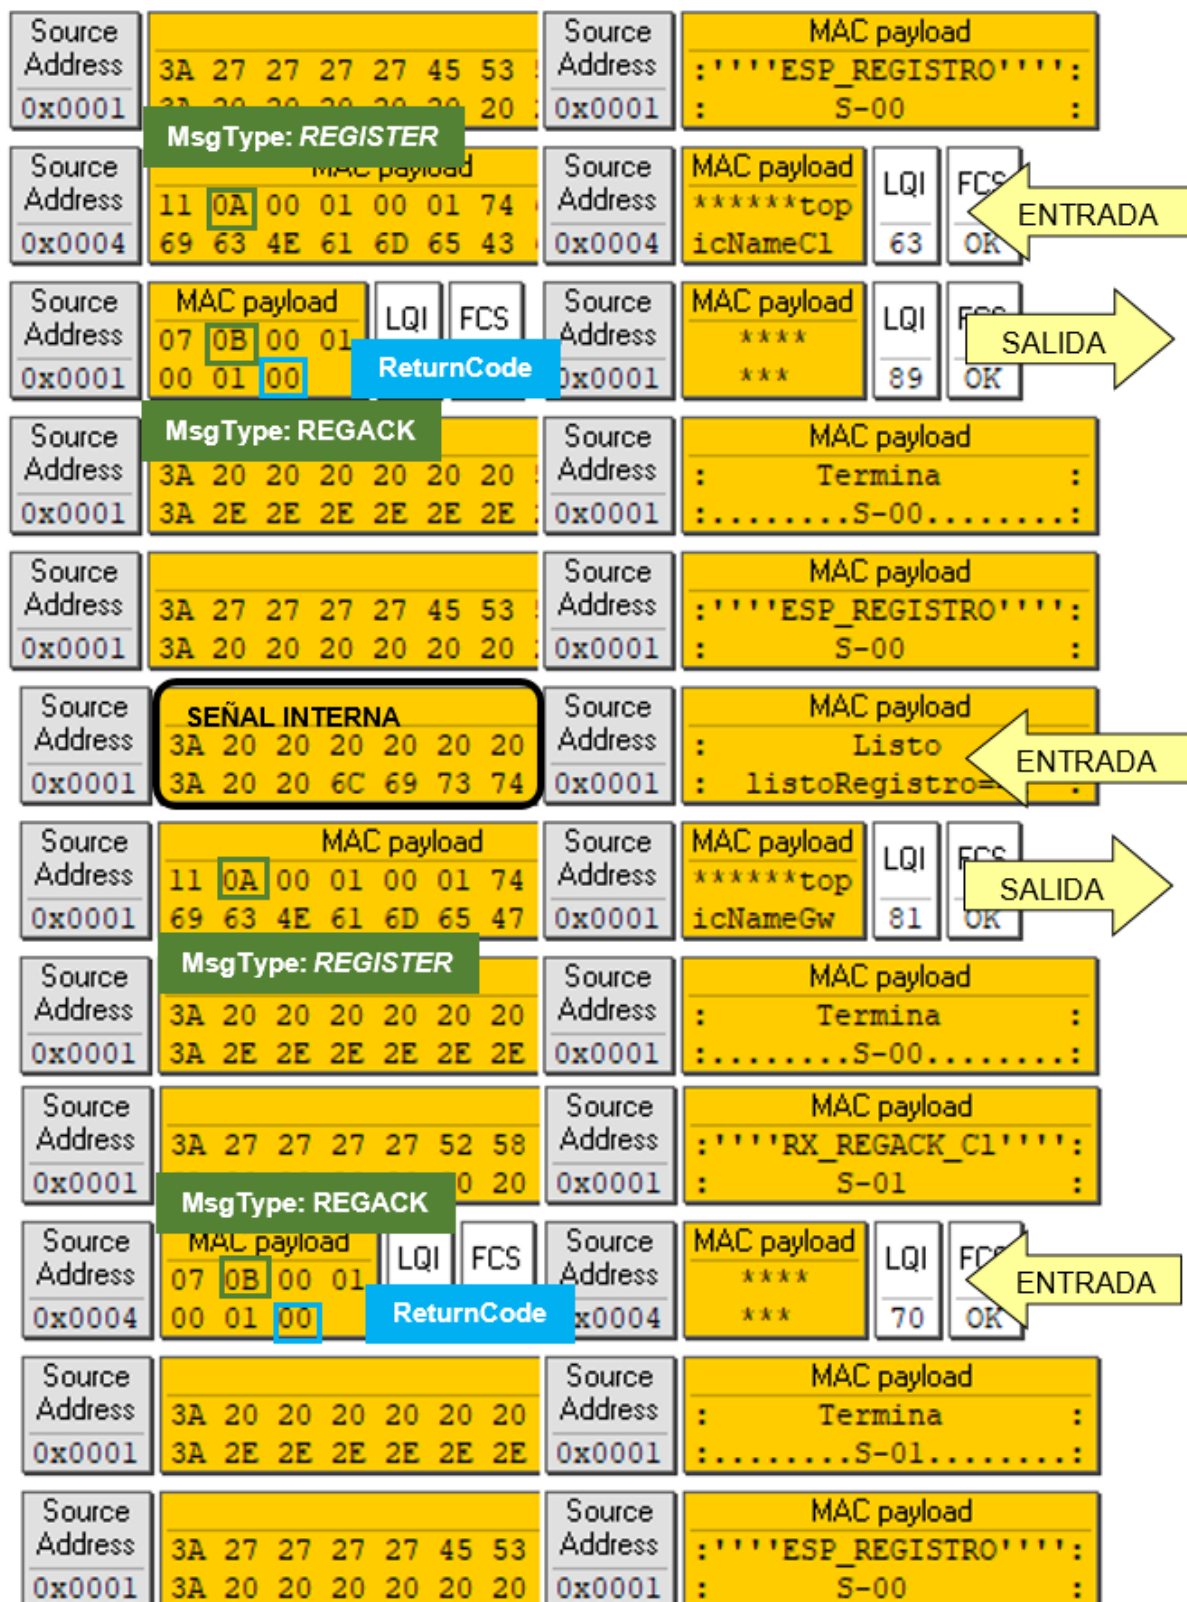 Source
Address
0x0001
3A 27 27 27 27 45 53
20
Source
Address
0x0001
MAC payload
:''''ESP_REGISTRO'''':
: S-00 :
MsgType: REGISTER
Source
Address
0x0004
MAC payload
11 0A 00 01 00 01 74
69 63 4E 61 6D 65 43
Source
Address
0x0004
MAC payload
******top
icNameCl
LQI
63
FCS
OK
ENTRADA
Source
Address
0x0001
MAC payload
07 0B 00 01
00 01 00
LQI
FCS
ReturnCode
Source
Address
0x0001
MAC payload
****
***
LQI
89
FCS
OK
SALIDA
MsgType: REGACK
Source
Address
0x0001
3A 20 20 20 20 20 20
3A 2E 2E 2E 2E 2E 2E
Source
Address
0x0001
MAC payload
: Termina :
:........S-00........:
Source
Address
0x0001
3A 27 27 27 27 45 53
3A 20 20 20 20 20 20
Source
Address
0x0001
MAC payload
:''''ESP_REGISTRO'''':
: S-00 :
Source
Address
0x0001
SEÑAL INTERNA
3A 20 20 20 20 20 20
3A 20 20 6C 69 73 74
Source
Address
0x0001
MAC payload
: Listo
: listoRegistro= :
ENTRADA
Source
Address
0x0001
MAC payload
11 0A 00 01 00 01 74
69 63 4E 61 6D 65 47
Source
Address
0x0001
MAC payload
******top
icNameGw
LQI
81
FCS
OK
SALIDA
MsgType: REGISTER
Source
Address
0x0001
3A 20 20 20 20 20 20
3A 2E 2E 2E 2E 2E 2E
Source
Address
0x0001
MAC payload
: Termina :
:........S-00........:
Source
Address
0x0001
3A 27 27 27 27 52 58
20
Source
Address
0x0001
MAC payload
:''''RX_REGACK_Cl'''':
: S-01 :
MsgType: REGACK
Source
Address
0x0004
MAC payload
07 0B 00 01
00 01 00
LQI
FCS
ReturnCode
Source
Address
0x0004
MAC payload
****
***
LQI
70
FCS
OK
ENTRADA
Source
Address
0x0001
3A 20 20 20 20 20 20
3A 2E 2E 2E 2E 2E 2E
Source
Address
0x0001
MAC payload
: Termina :
:........S-01........:
Source
Address
0x0001
3A 27 27 27 27 45 53
3A 20 20 20 20 20 20
Source
Address
0x0001
MAC payload
:''''ESP_REGISTRO'''':
: S-00 :